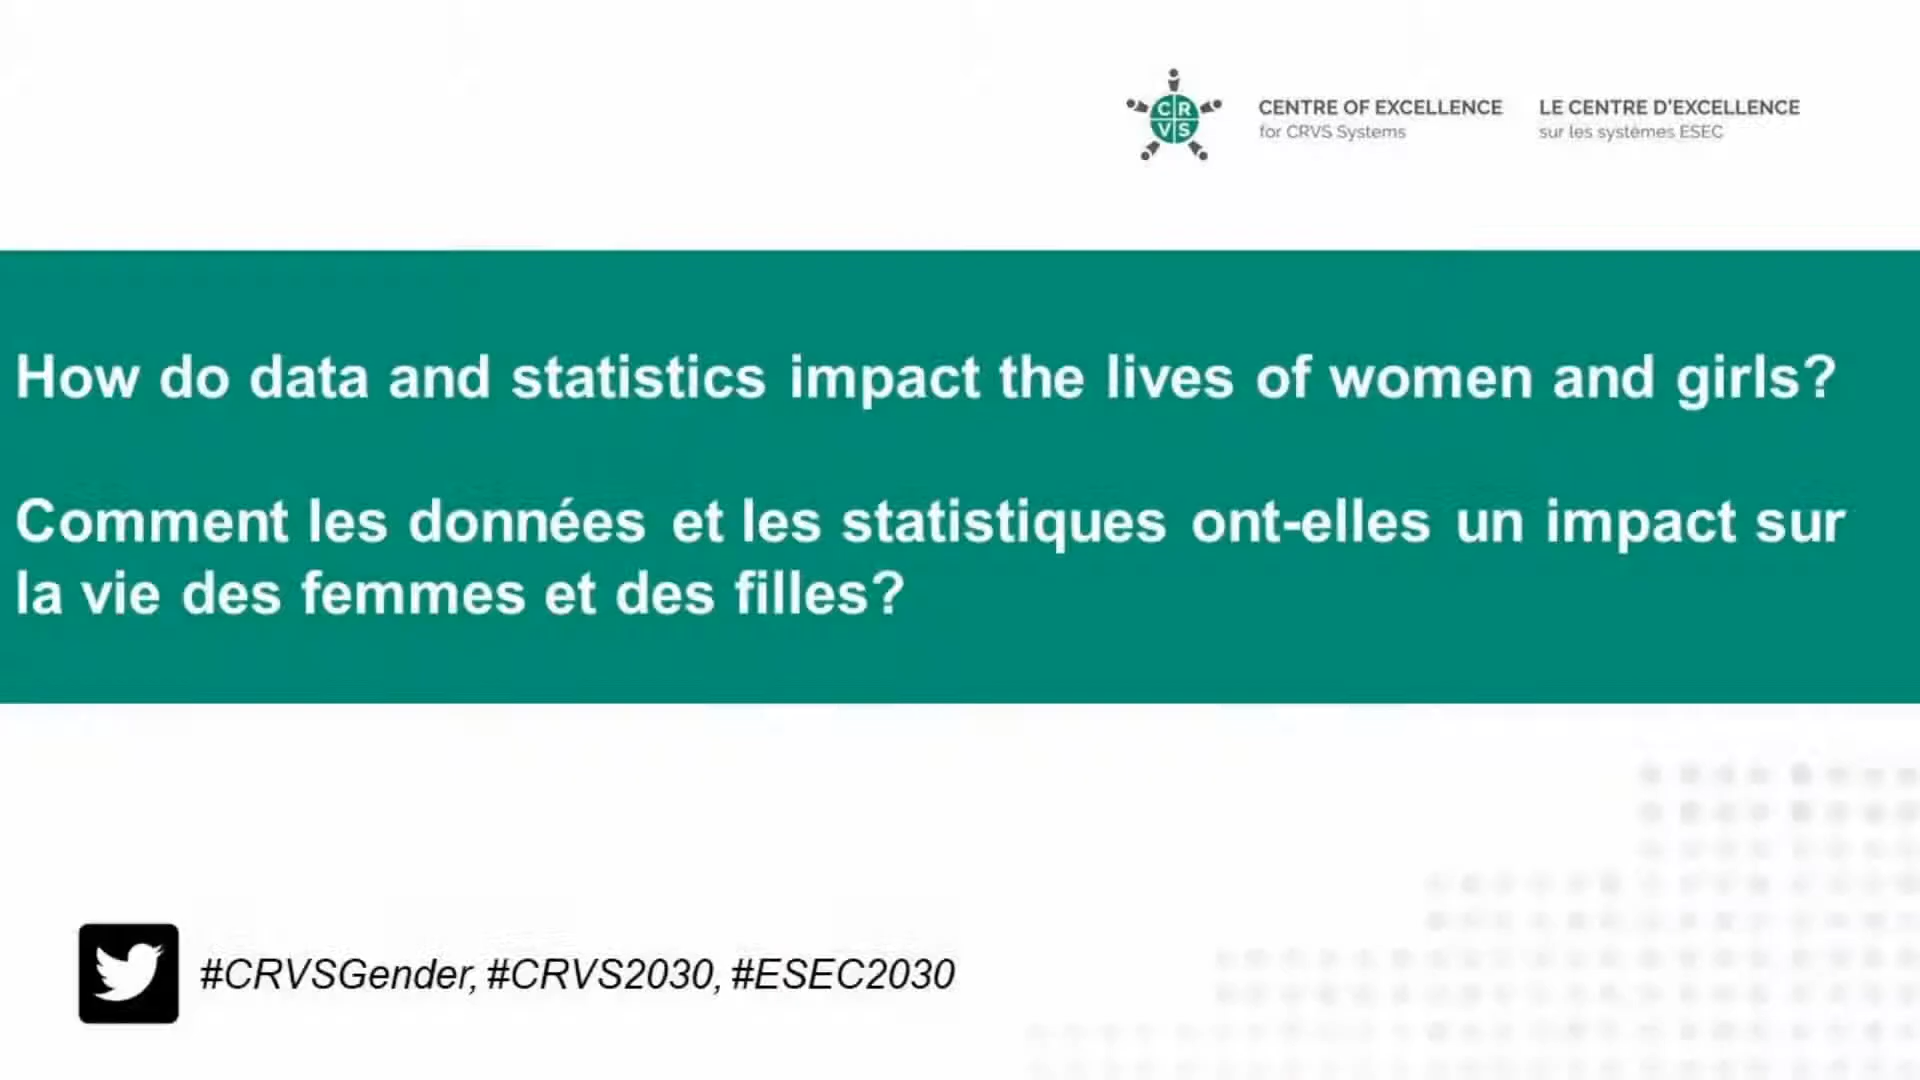 CR
VS
CENTRE OF EXCELLENCE
for CRVS Systems
LE CENTRE D'EXCELLENCE
sur les systèmes ESEC
How do data and statistics impact the lives of women and girls?
Comment les données et les statistiques ont-elles un impact sur
la vie des femmes et des filles?
#CRVSGender, #CRVS2030, #ESEC2030